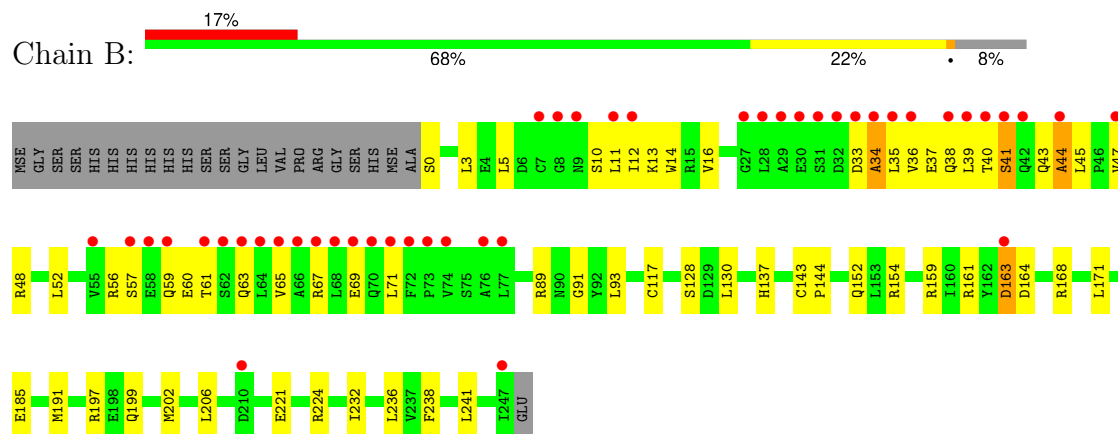 17%
Chain B:
68% 22% • 8%
MSE GLY SER SER HIS HIS HIS HIS HIS HIS SER SER GLY LEU VAL PRO ARG GLY SER HIS MSE ALA S0 L3 E4 L5 D6 C7 G8 N9 S10 L11 I12 K13 W14 R15 V16 G27 L28 A29 E30 S31 D32 D33 A34 L35 V36 E37 Q38 L39 T40 S41 Q42 Q43 A44 L45 P46 V47
R48 L52 V55 R56 S57 E58 Q59 E60 T61 S62 Q63 L64 V65 A66 R67 L68 E69 Q70 L71 F72 P73 V74 S75 A76 L77 R89 N90 G91 Y92 L93 C117 S128 D129 L130 H137 C143 P144 Q152 L153 R154 R159 I160 R161 Y162 D163 D164 R168 L171
E185 M191 R197 E198 Q199 M202 L206 D210 E221 R224 I232 L236 V237 F238 L241 I247 GLU